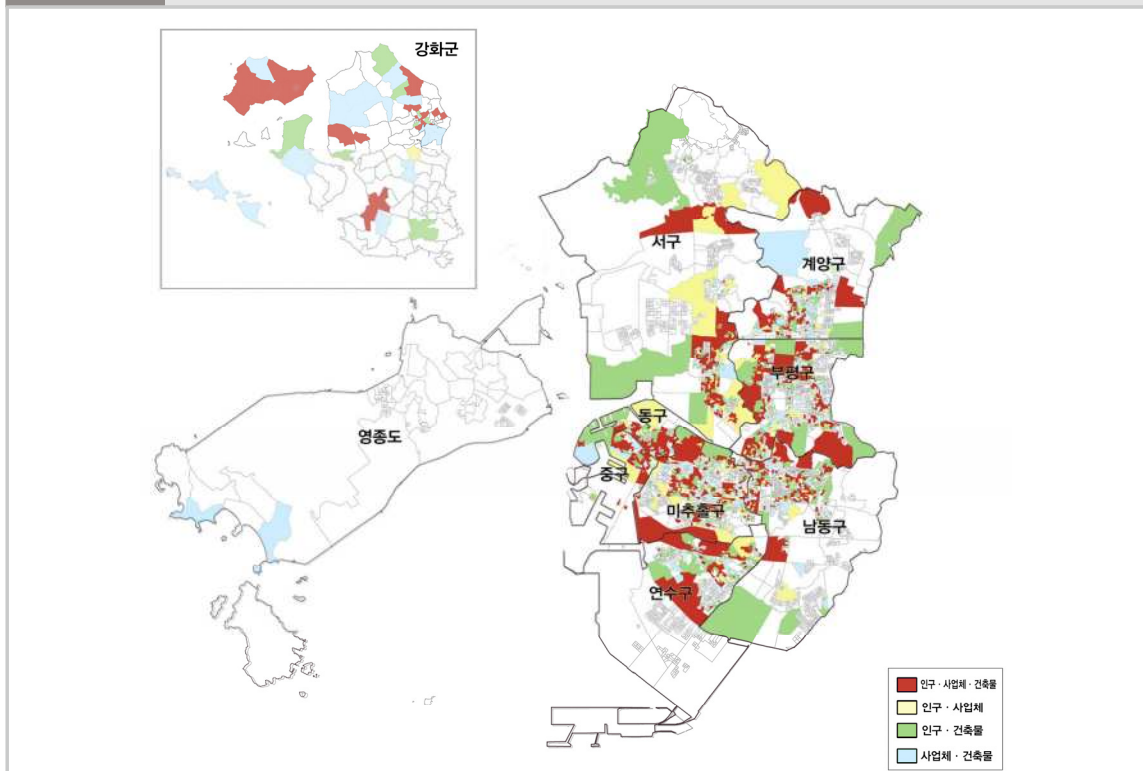 강화군
서구
계양구
부평구
동구
영종도
중구
미추홀구
남동구
연수구
인구 · 사업체 · 건축물
인구 · 사업체
인구 · 건축물
사업체 · 건축물